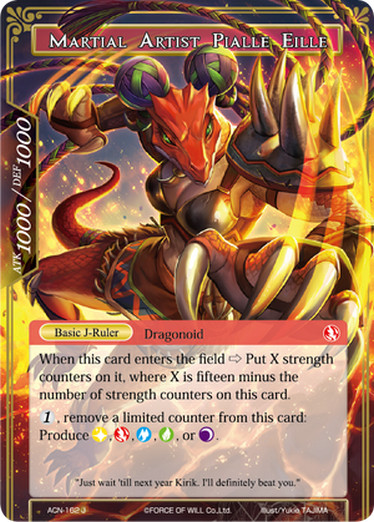 MARTIAL ARTIST PIALLE EILLE
ATK 1000 / DEF 1000
Basic J-Ruler Dragonoid
When this card enters the field ⇨ Put X strength
counters on it, where X is fifteen minus the
number of strength counters on this card.
1 , remove a limited counter from this card:
Produce , , , , or .
"Just wait 'till next year Kirik. I'll definitely beat you."
ACN-162 J ©FORCE OF WILL Co.,Ltd. Illust/Yukie TAJIMA